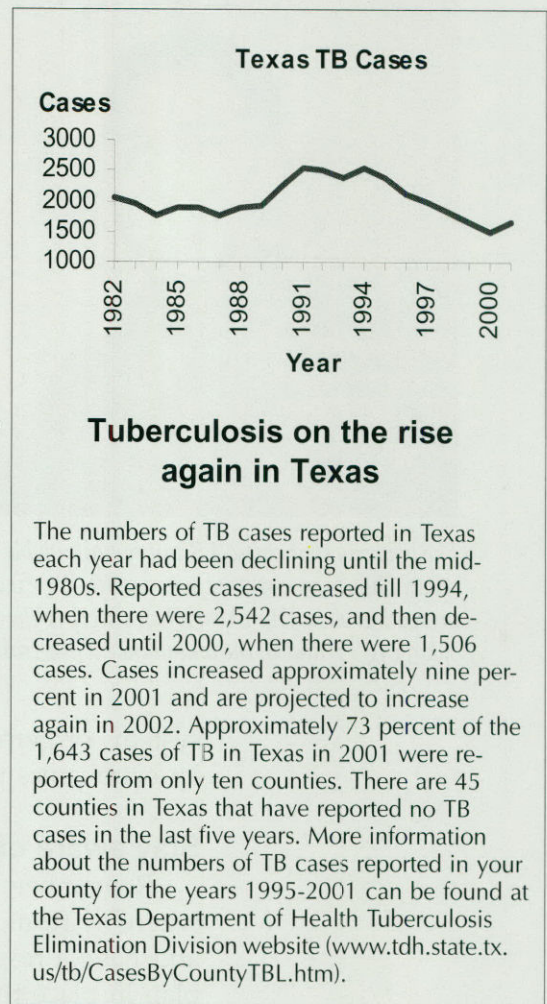 Texas TB Cases
Cases
3000
2500
2000
1500
1000
1982
1985
1988
1991
1994
1997
2000
Year
Tuberculosis on the rise
again in Texas
The numbers of TB cases reported in Texas
each year had been declining until the mid-
1980s. Reported cases increased till 1994,
when there were 2,542 cases, and then de-
creased until 2000, when there were 1,506
cases. Cases increased approximately nine per-
cent in 2001 and are projected to increase
again in 2002. Approximately 73 percent of the
1,643 cases of TB in Texas in 2001 were re-
ported from only ten counties. There are 45
counties in Texas that have reported no TB
cases in the last five years. More information
about the numbers of TB cases reported in your
county for the years 1995-2001 can be found at
the Texas Department of Health Tuberculosis
Elimination Division website (www.tdh.state.tx.
us/tb/CasesByCountyTBL.htm).